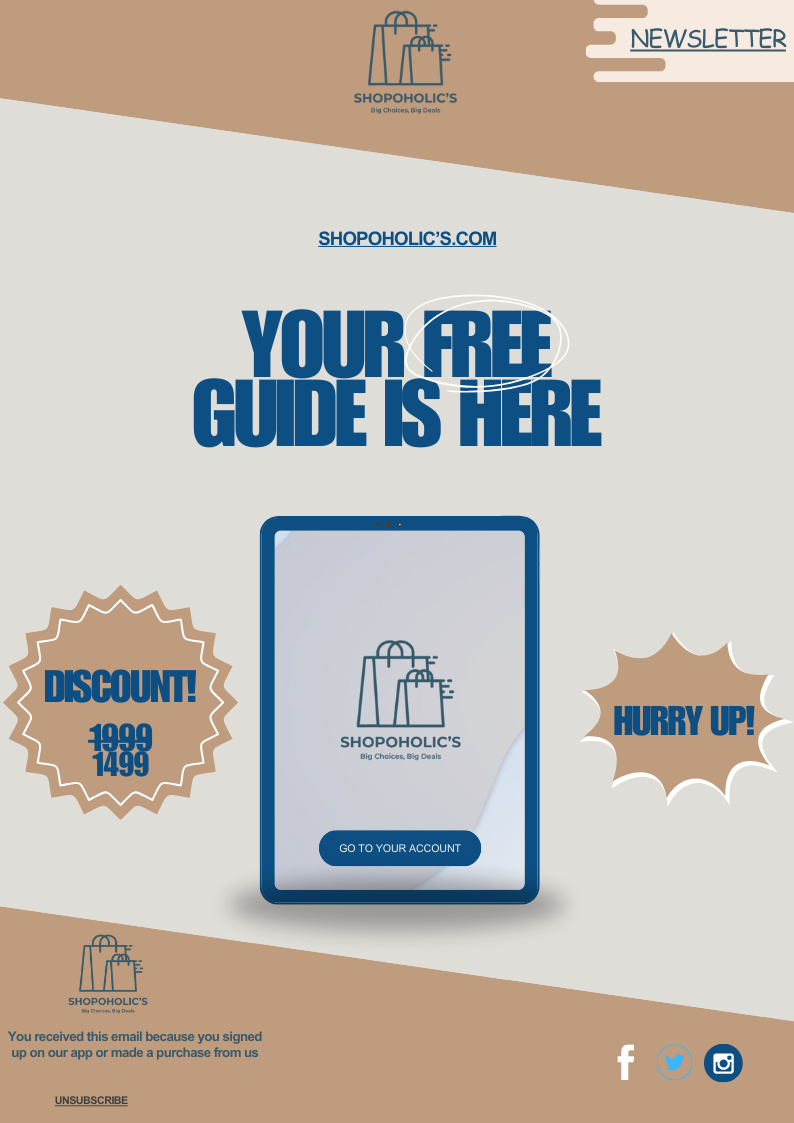 SHOPOHOLIC'S
Big Choices, Big Deals
NEWSLETTER
SHOPOHOLIC'S.COM
YOUR FREE
GUIDE IS HERE
DISCOUNT!
1999
1499
SHOPOHOLIC'S
Big Choices, Big Deals
GO TO YOUR ACCOUNT
HURRY UP!
SHOPOHOLIC'S
Big Choices, Big Deals
You received this email because you signed
up on our app or made a purchase from us
UNSUBSCRIBE